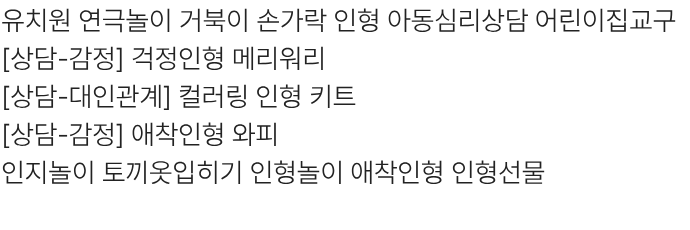 유치원 연극놀이 거북이 손가락 인형 아동심리상담 어린이집교구
[상담-감정] 걱정인형 메리워리
[상담-대인관계] 컬러링 인형 키트
[상담-감정] 애착인형 와피
인지놀이 토끼옷입히기 인형놀이 애착인형 인형선물